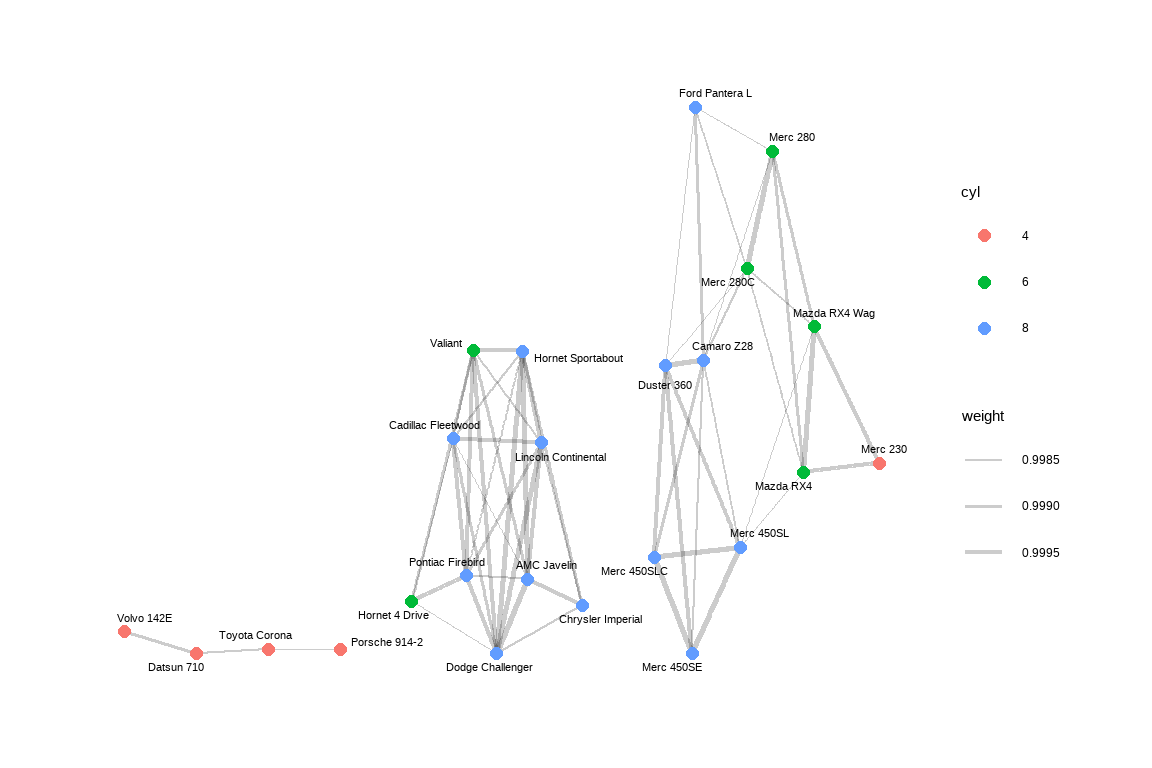 Ford Pantera L
Merc 280
Merc 280C
Mazda RX4 Wag
Camaro Z28
Duster 360
Merc 230
Mazda RX4
Merc 450SL
Merc 450SLC
Merc 450SE
Valiant
Hornet Sportabout
Cadillac Fleetwood
Lincoln Continental
Pontiac Firebird
AMC Javelin
Hornet 4 Drive
Chrysler Imperial
Dodge Challenger
Volvo 142E
Toyota Corona
Porsche 914-2
Datsun 710
cyl
4
6
8
weight
0.9985
0.9990
0.9995